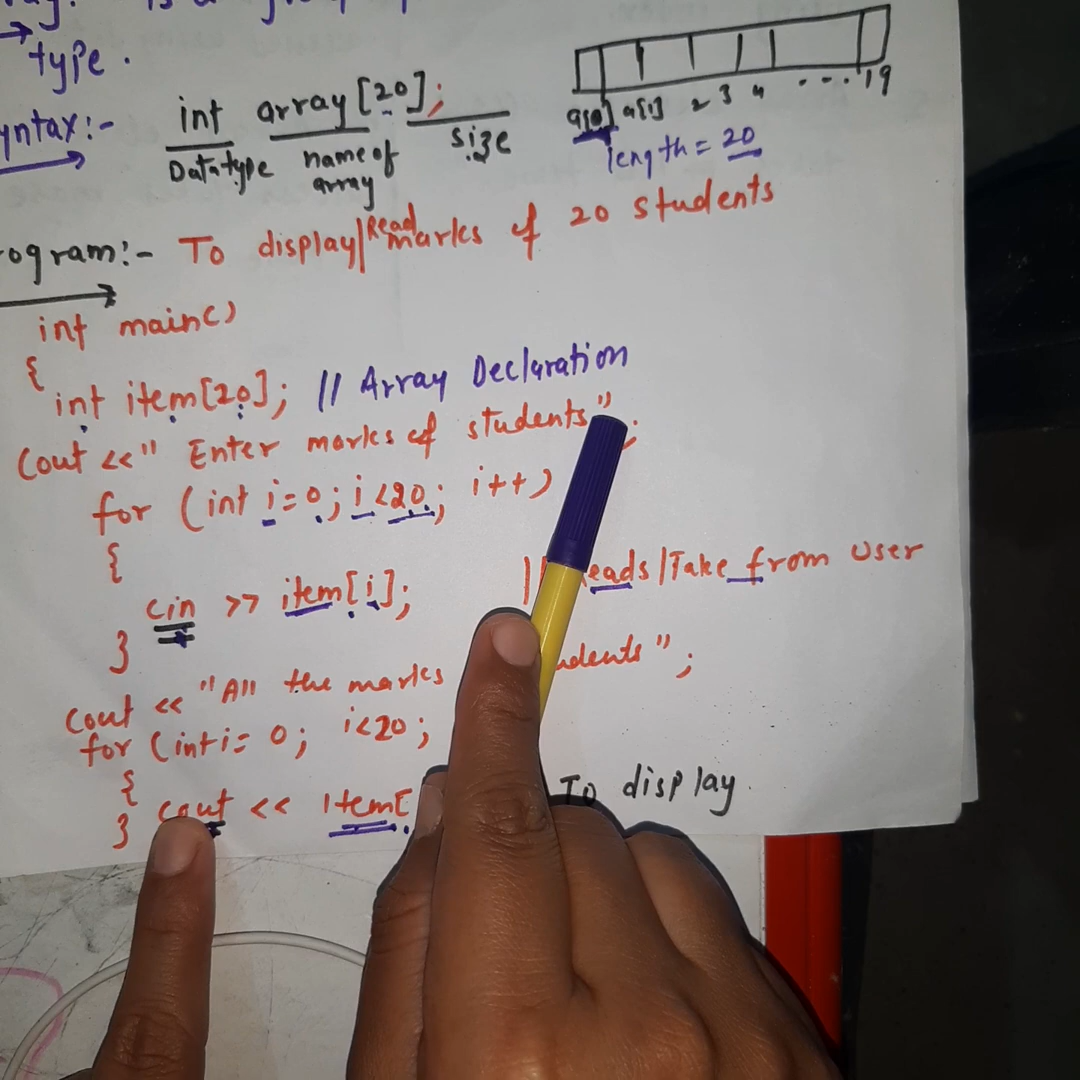 type.
int array[20];
Datatype name of array size
a[0] a[1] 2 3 4 . . . 19
length = 20
To display/Read marks of 20 students
int main()
{
int item[20]; // Array Declaration
Cout << " Enter marks of students";
for (int i=0; i<20; i++)
{
cin >> item[i]; // Take from user
}
cout << "All the marks ";
for (int i= 0; i<20;
{
cout << item[ To display
}